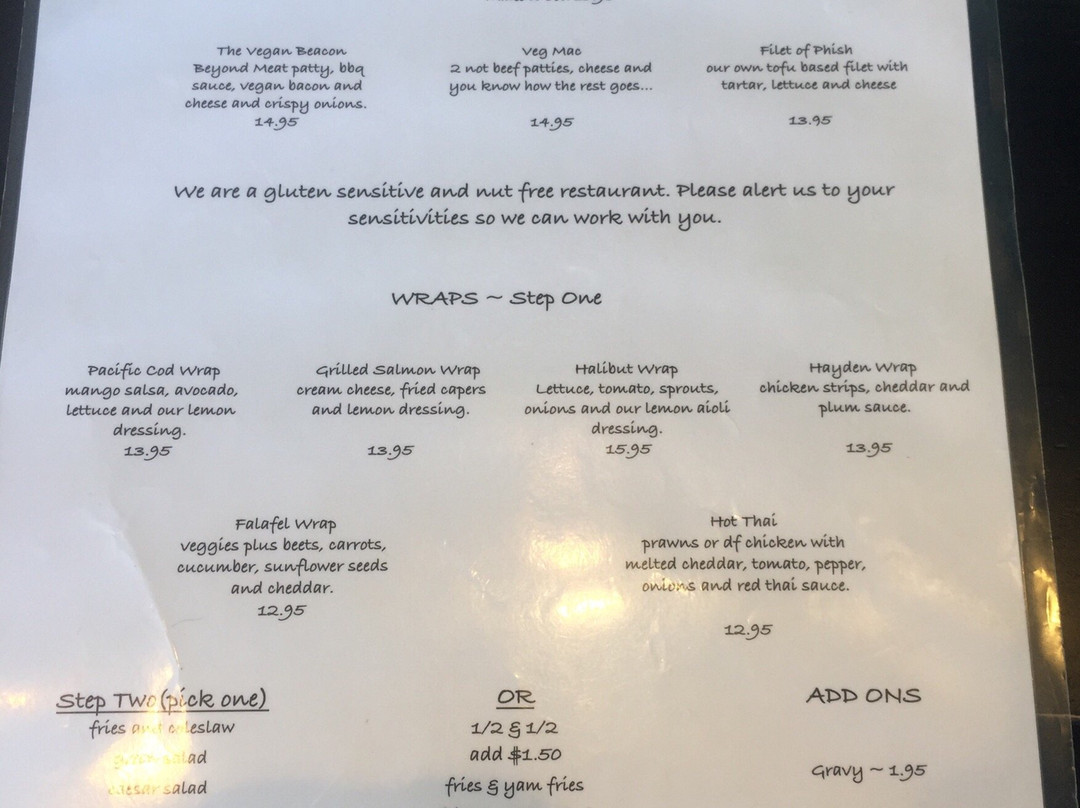 The Vegan Beacon
Beyond Meat patty, bbq
sauce, vegan bacon and
cheese and crispy onions.
14.95
Veg Mac
2 not beef patties, cheese and
you know how the rest goes...
14.95
Filet of Phish
our own tofu based filet with
tartar, lettuce and cheese
13.95
We are a gluten sensitive and nut free restaurant. Please alert us to your
sensitivities so we can work with you.
WRAPS ~ Step One
Pacific Cod Wrap
mango salsa, avocado,
lettuce and our lemon
dressing.
13.95
Grilled Salmon Wrap
cream cheese, fried capers
and lemon dressing.
13.95
Halibut Wrap
Lettuce, tomato, sprouts,
onions and our lemon aioli
dressing.
15.95
Hayden Wrap
chicken strips, cheddar and
plum sauce.
13.95
Falafel Wrap
veggies plus beets, carrots,
cucumber, sunflower seeds
and cheddar.
12.95
Hot Thai
prawns or df chicken with
melted cheddar, tomato, pepper,
onions and red thai sauce.
12.95
Step Two (pick one)
fries and coleslaw
salad
caesar salad
OR
1/2 & 1/2
add $1.50
fries & yam fries
ADD ONS
Gravy ~ 1.95